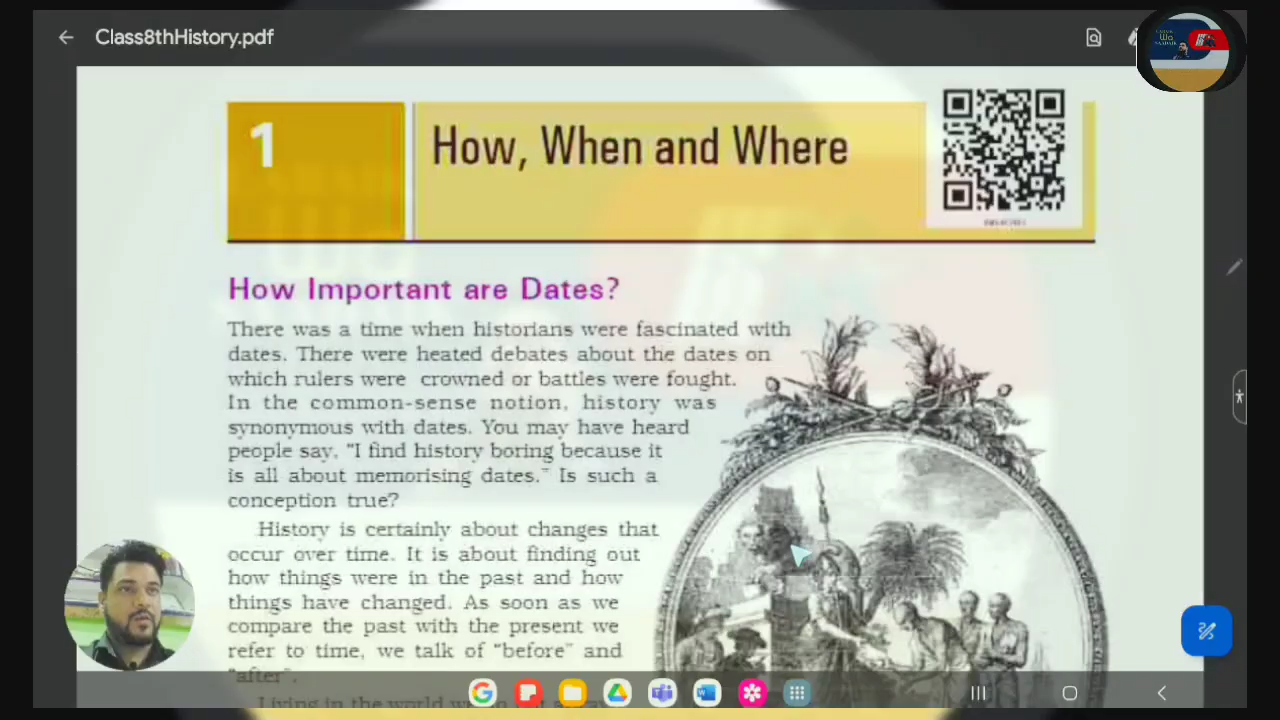 Class8thHistory.pdf
1
How, When and Where
How Important are Dates?
There was a time when historians were fascinated with
dates. There were heated debates about the dates on
which rulers were crowned or battles were fought.
In the common-sense notion, history was
synonymous with dates. You may have heard
people say, "I find history boring because it
is all about memorising dates." Is such a
conception true?
History is certainly about changes that
occur over time. It is about finding out
how things were in the past and how
things have changed. As soon as we
compare the past with the present we
refer to time, we talk of "before" and
"after".
Living in the world we